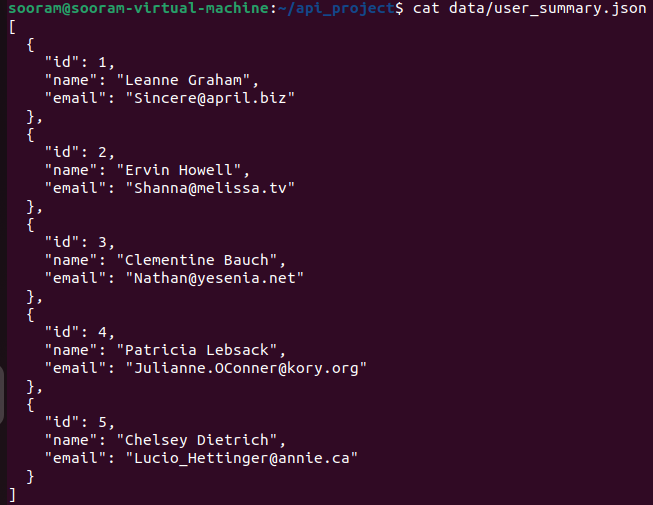 sooram@sooram-virtual-machine:~/api_project$ cat data/user_summary.json
[
  {
    "id": 1,
    "name": "Leanne Graham",
    "email": "Sincere@april.biz"
  },
  {
    "id": 2,
    "name": "Ervin Howell",
    "email": "Shanna@melissa.tv"
  },
  {
    "id": 3,
    "name": "Clementine Bauch",
    "email": "Nathan@yesenia.net"
  },
  {
    "id": 4,
    "name": "Patricia Lebsack",
    "email": "Julianne.OConner@kory.org"
  },
  {
    "id": 5,
    "name": "Chelsey Dietrich",
    "email": "Lucio_Hettinger@annie.ca"
  }
]